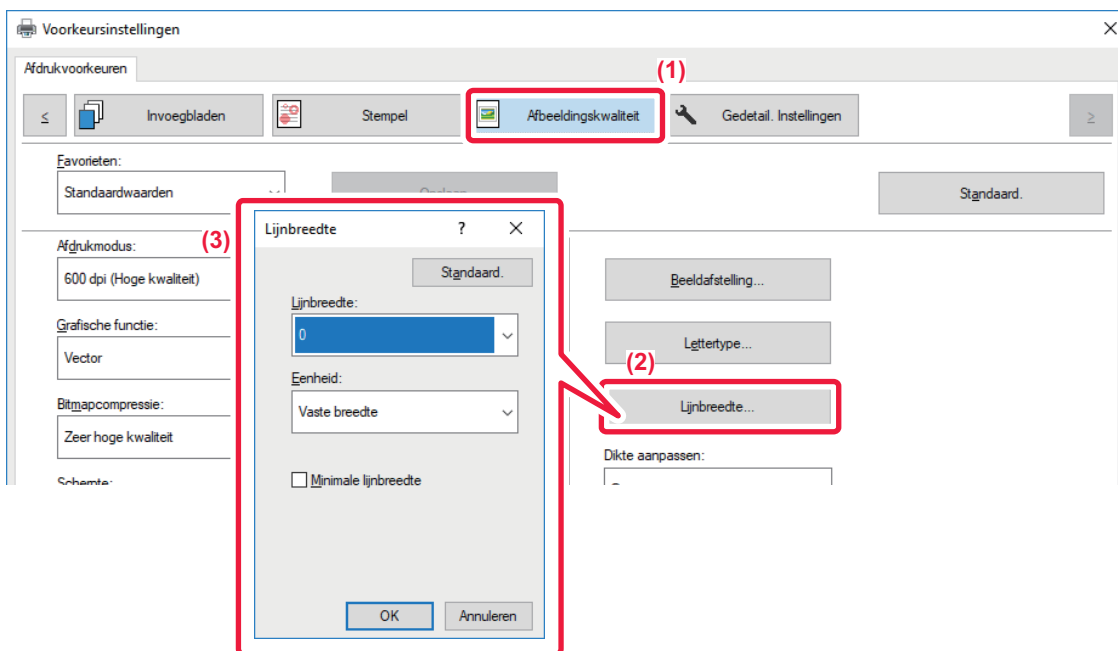 Voorkeursinstellingen
Afdrukvoorkeuren
(1)
< Invoegbladen Stempel Afbeeldingskwaliteit Gedetail. Instellingen >
Favorieten:
Standaardwaarden
Standaard.
(3)
Afdrukmodus:
600 dpi (Hoge kwaliteit)
Grafische functie:
Vector
Bitmapcompressie:
Zeer hoge kwaliteit
Scherpte:
Lijnbreedte ? ×
Standaard.
Lijnbreedte:
0
Eenheid:
Vaste breedte
Minimale lijnbreedte
OK Annuleren
Beeldafstelling...
Lettertype...
(2)
Lijnbreedte...
Dikte aanpassen: